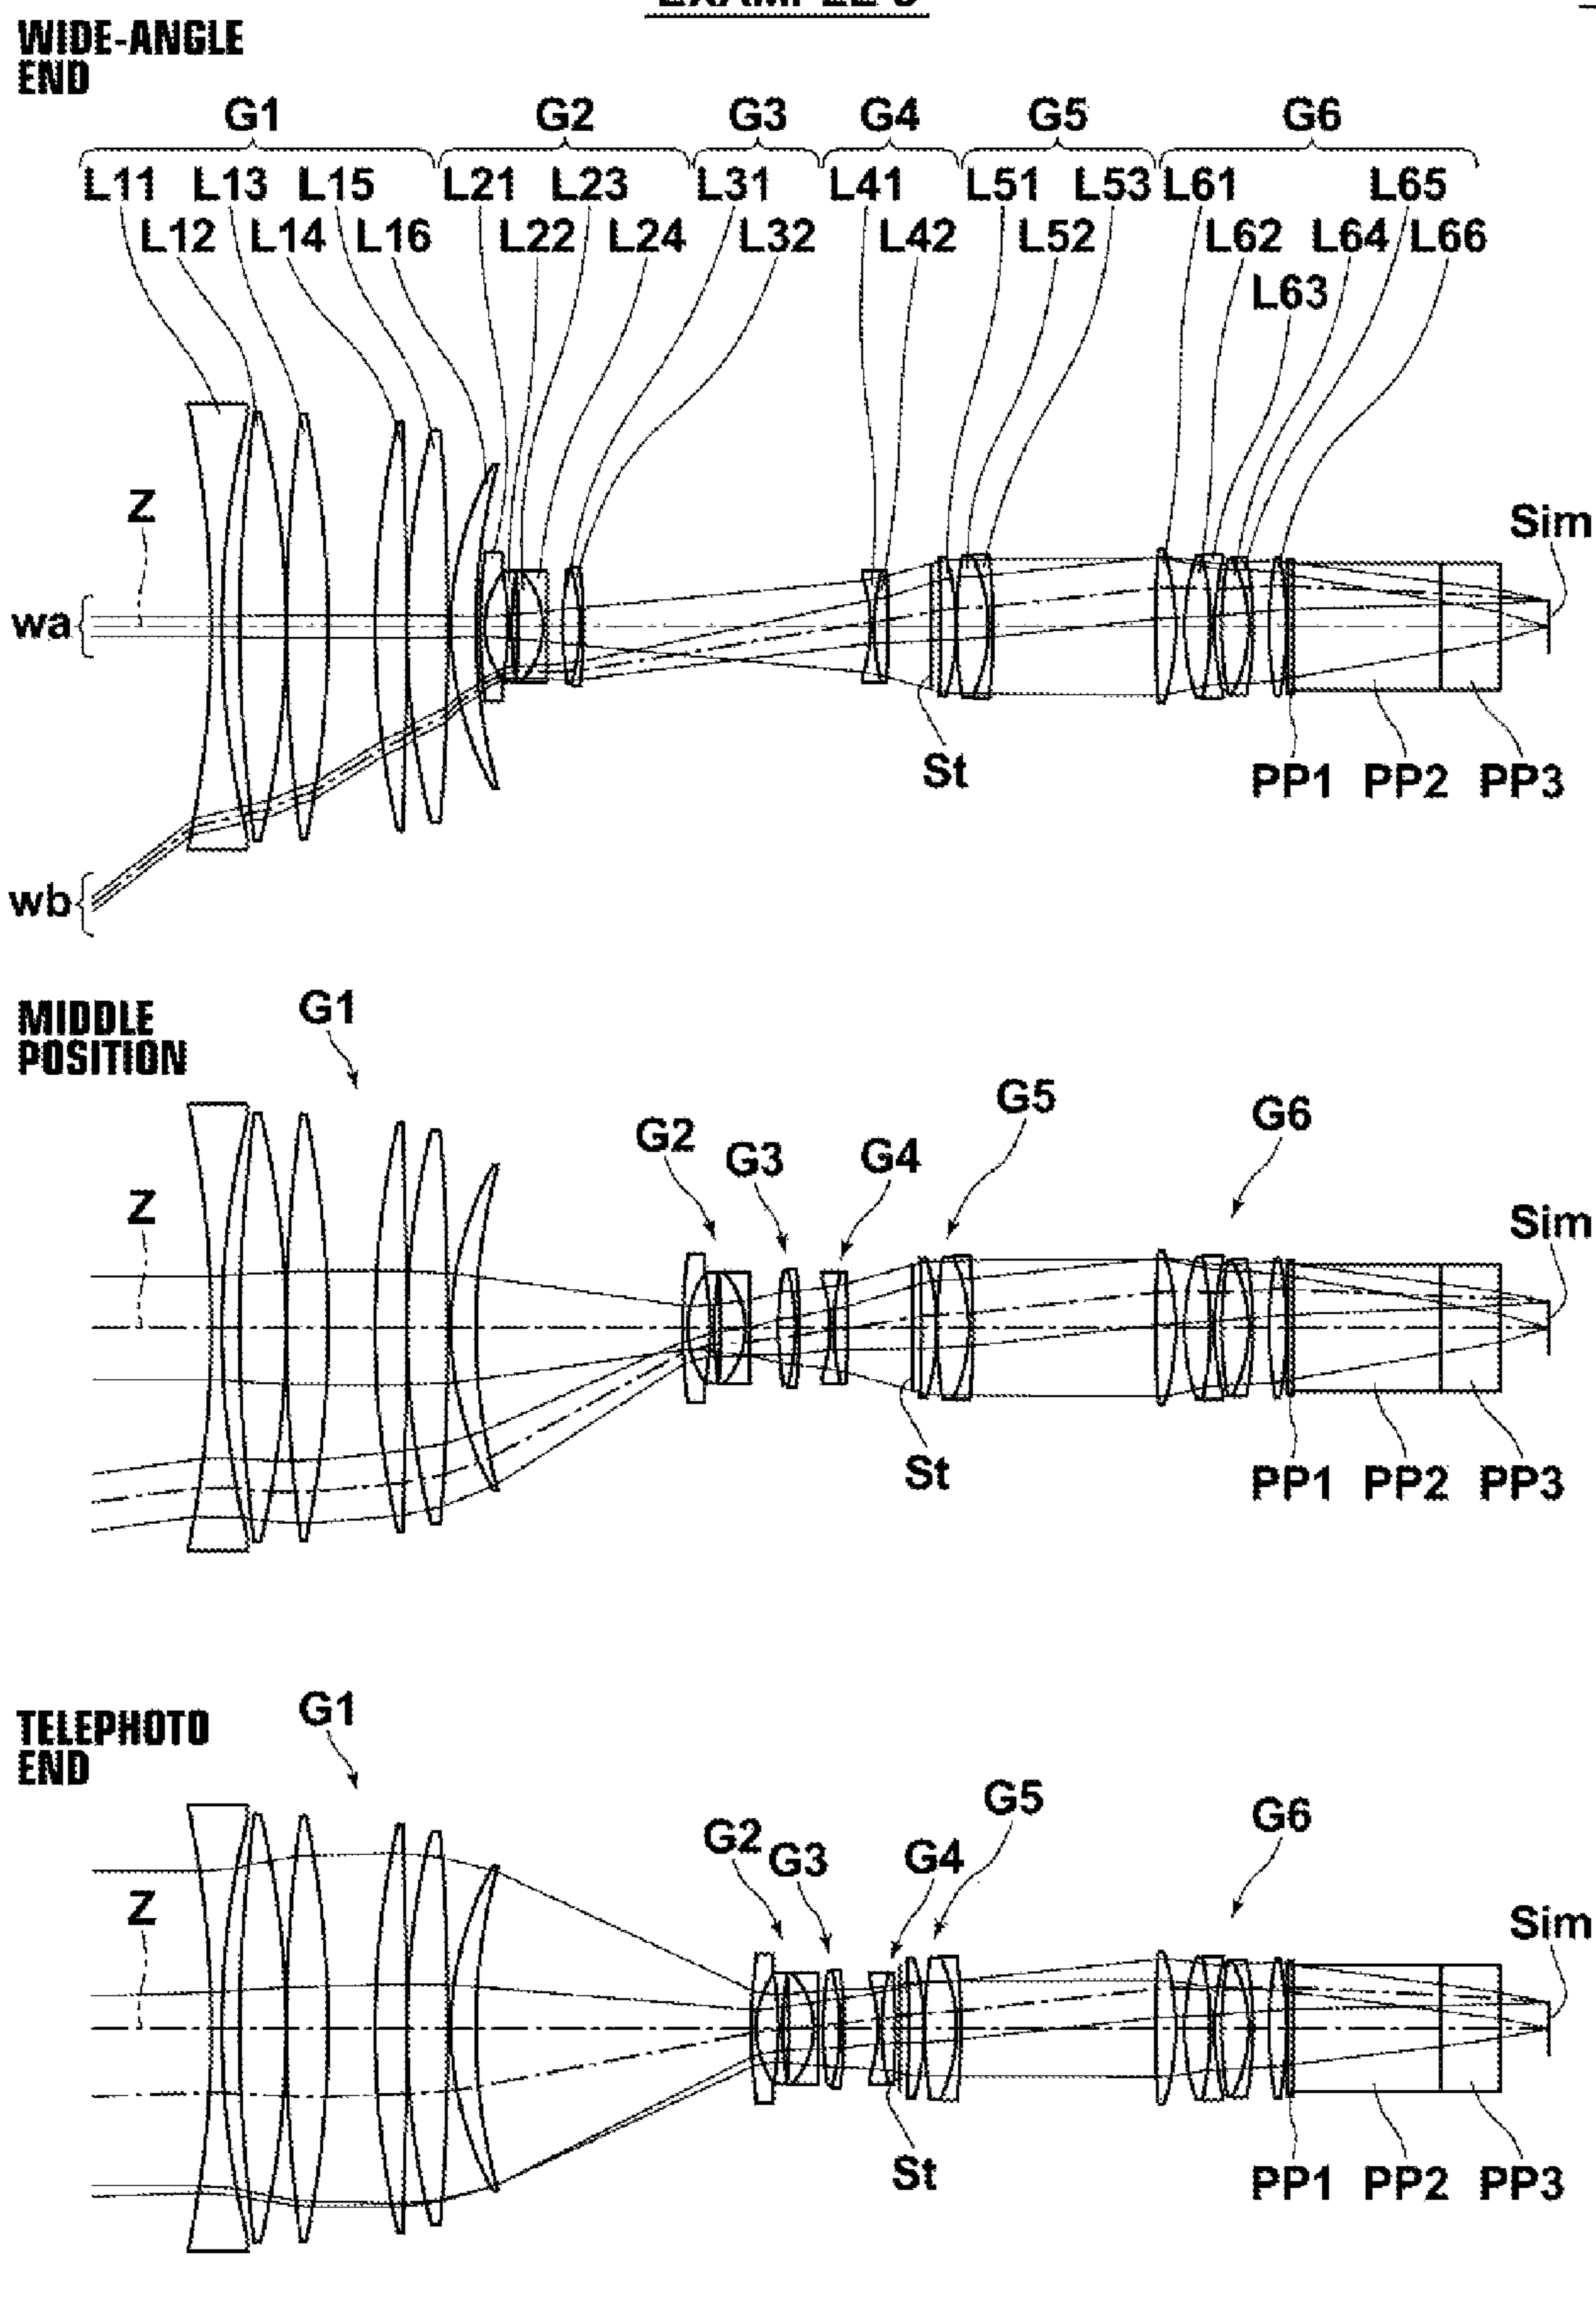 WIDE-ANGLE
END
G1 G2 G3 G4 G5 G6
L11 L13 L15 L21 L23 L31 L41 L51 L53 L61 L65
L12 L14 L16 L22 L24 L32 L42 L52 L62 L64 L66
L63
Z
Sim
wa
St
PP1 PP2 PP3
wb
MIDDLE
POSITION
G1
G2 G3 G4 G5 G6
Z
Sim
St
PP1 PP2 PP3
TELEPHOTO
END
G1
G2 G3 G4 G5 G6
Z
Sim
St
PP1 PP2 PP3